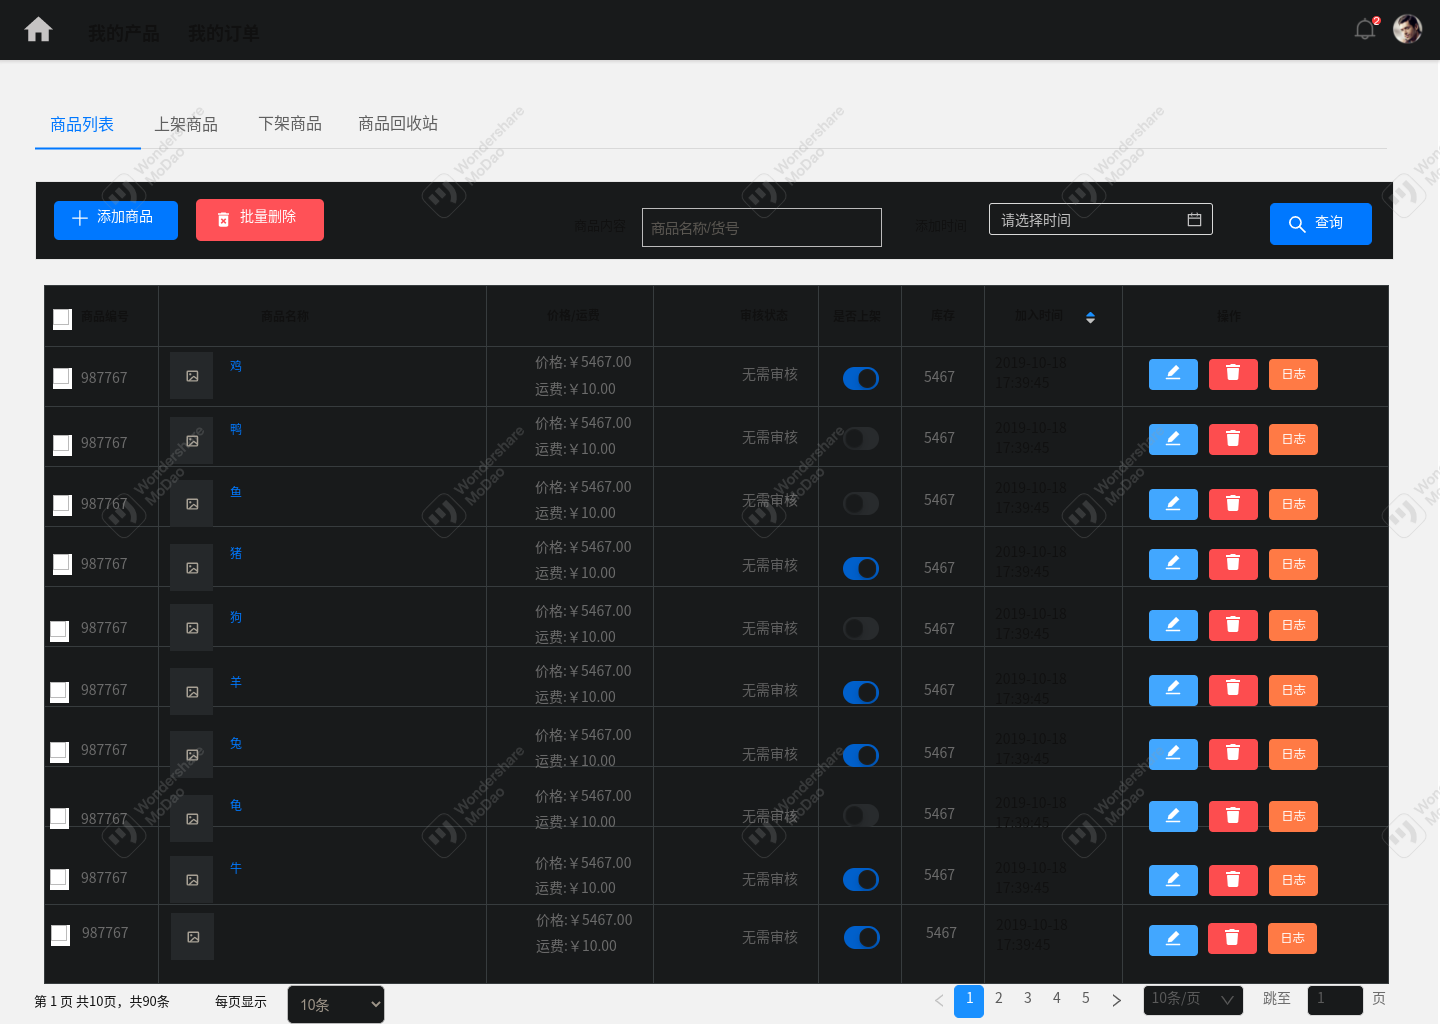 我的产品 我的订单 2
商品列表 上架商品 下架商品 商品回收站
添加商品 批量删除 商品内容 商品名称/货号 添加时间 请选择时间 查询
商品编号 商品名称 价格/运费 审核状态 是否上架 库存 加入时间 操作
987767 鸡 价格:￥5467.00 无需审核 5467 2019-10-18 日志
运费:￥10.00 17:39:45
987767 鸭 价格:￥5467.00 无需审核 5467 2019-10-18 日志
运费:￥10.00 17:39:45
987767 鱼 价格:￥5467.00 无需审核 5467 2019-10-18 日志
运费:￥10.00 17:39:45
987767 猪 价格:￥5467.00 无需审核 5467 2019-10-18 日志
运费:￥10.00 17:39:45
987767 狗 价格:￥5467.00 无需审核 5467 2019-10-18 日志
运费:￥10.00 17:39:45
987767 羊 价格:￥5467.00 无需审核 5467 2019-10-18 日志
运费:￥10.00 17:39:45
987767 兔 价格:￥5467.00 无需审核 5467 2019-10-18 日志
运费:￥10.00 17:39:45
987767 龟 价格:￥5467.00 无需审核 5467 2019-10-18 日志
运费:￥10.00 17:39:45
987767 牛 价格:￥5467.00 无需审核 5467 2019-10-18 日志
运费:￥10.00 17:39:45
987767 价格:￥5467.00 无需审核 5467 2019-10-18 日志
运费:￥10.00 17:39:45
第 1 页 共10页，共90条 每页显示 10条 1 2 3 4 5 10条/页 跳至 1 页
Wondershare
MoDao